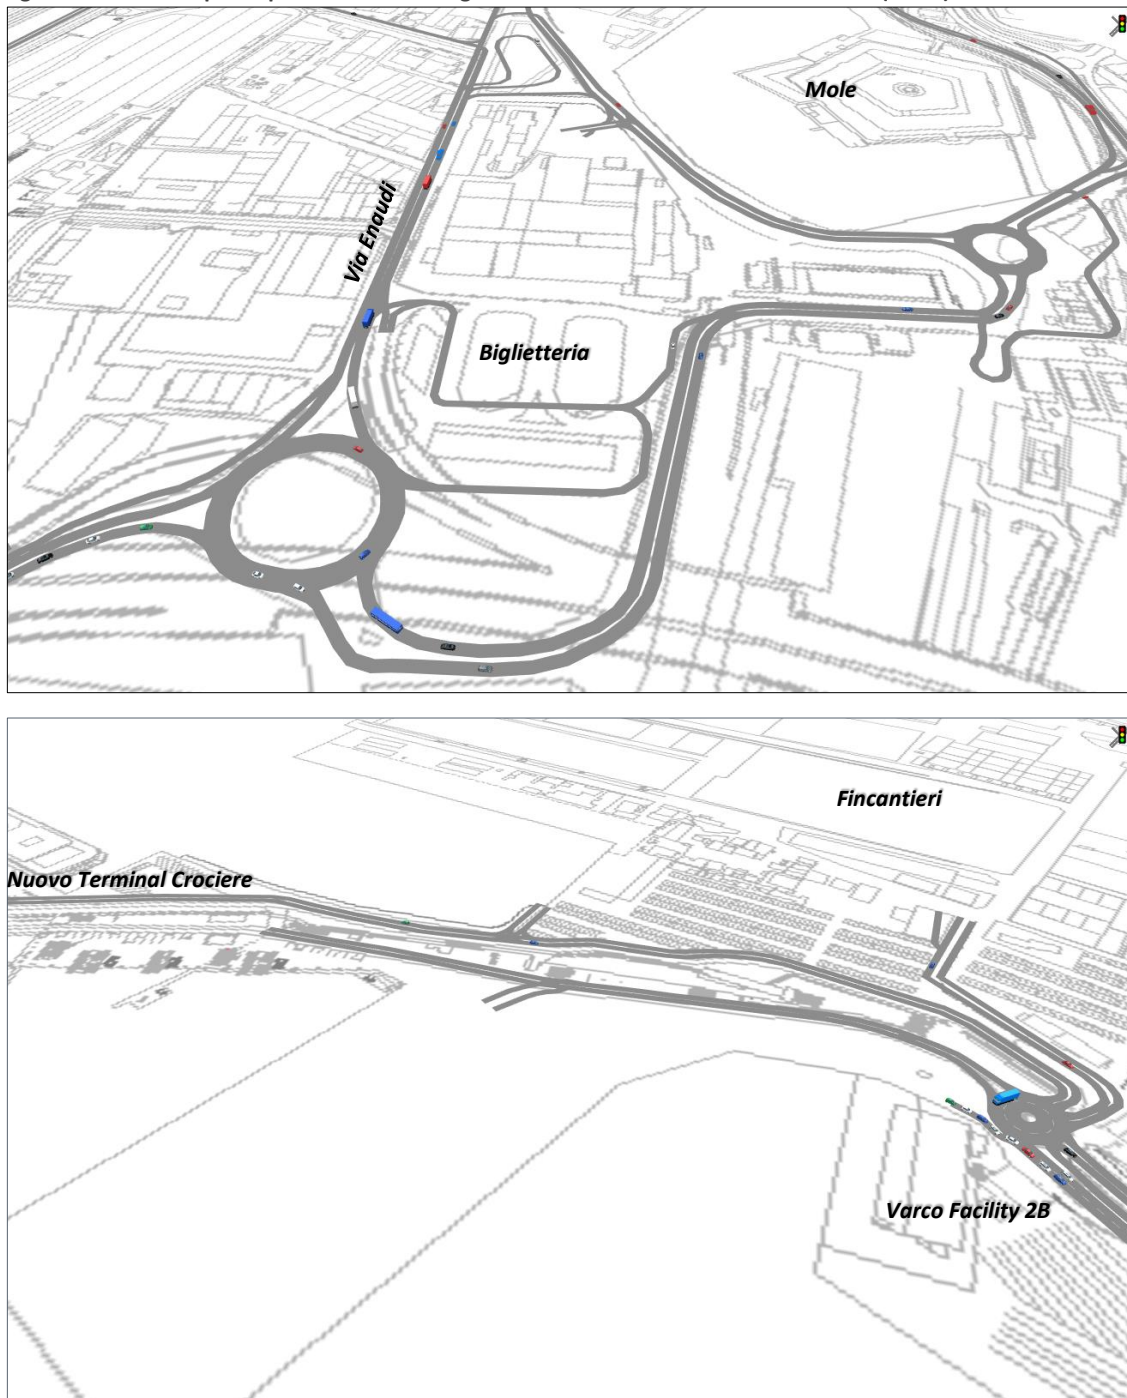 Mole
Via Enaudi
Biglietteria
Fincantieri
Nuovo Terminal Crociere
Varco Facility 2B